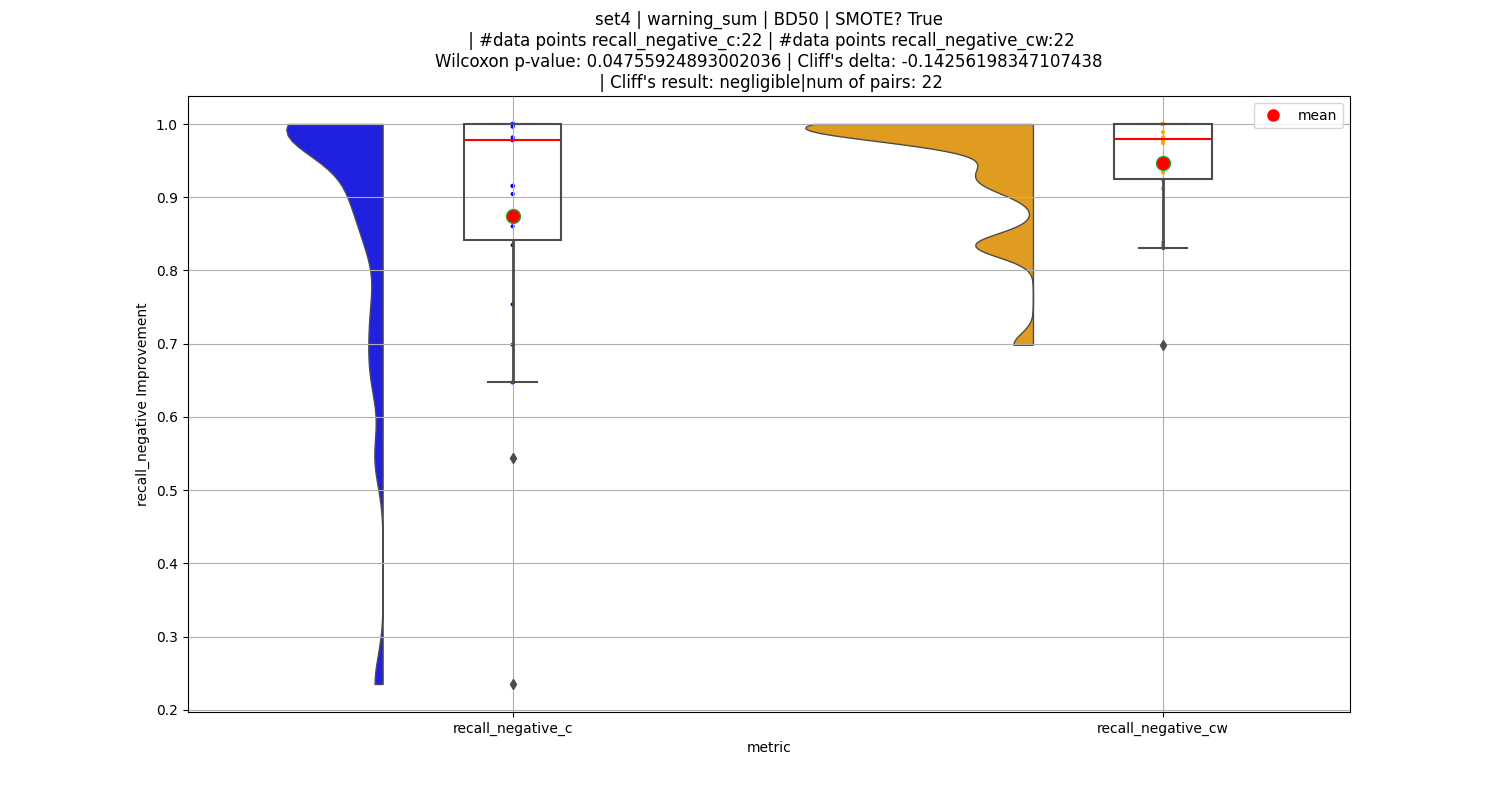 set4 | warning_sum | BD50 | SMOTE? True
| #data points recall_negative_c:22 | #data points recall_negative_cw:22
Wilcoxon p-value: 0.04755924893002036 | Cliff's delta: -0.14256198347107438
| Cliff's result: negligible|num of pairs: 22
mean
1.0
0.9
0.8
0.7
0.6
0.5
0.4
0.3
0.2
recall_negative Improvement
recall_negative_c
recall_negative_cw
metric